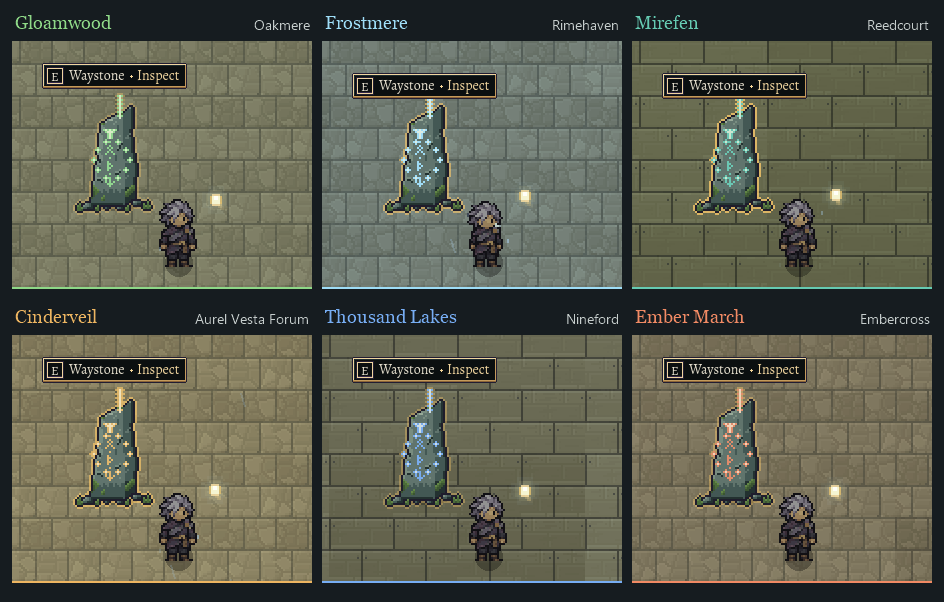 Gloamwood Oakmere
E Waystone • Inspect
Frostmere Rimehaven
E Waystone • Inspect
Mirefen Reedcourt
E Waystone • Inspect
Cinderveil Aurel Vesta Forum
E Waystone • Inspect
Thousand Lakes Nineford
E Waystone • Inspect
Ember March Embercross
E Waystone • Inspect